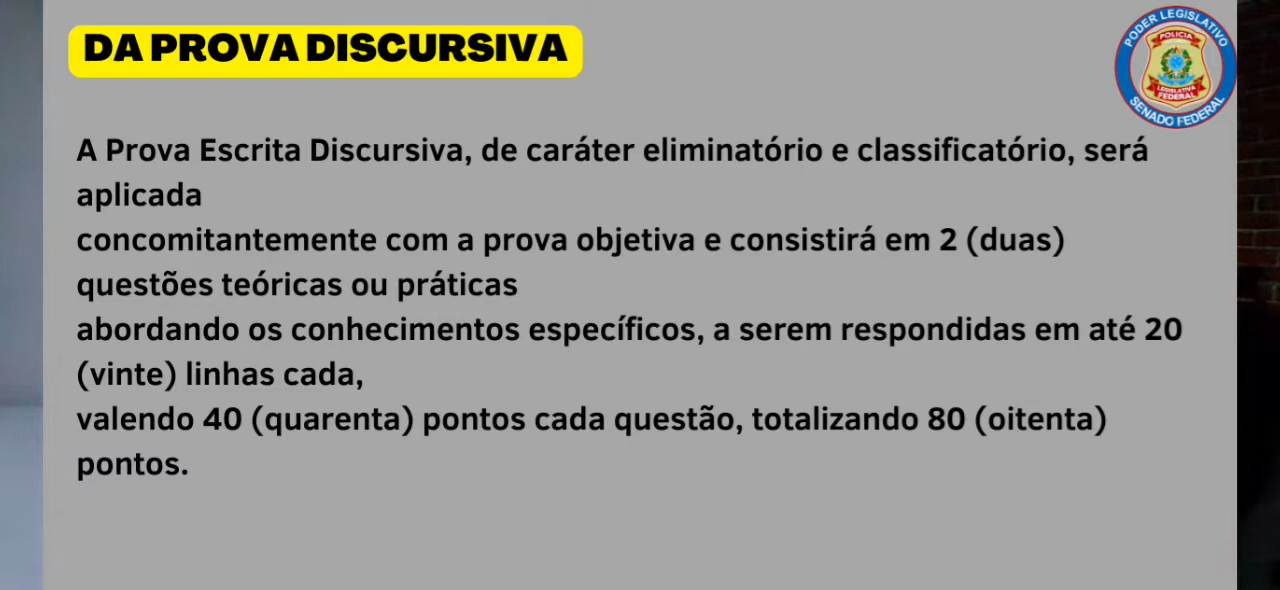 DA PROVA DISCURSIVA
PODER LEGISLATIVO
POLICIA
LEGISLATIVA
FEDERAL
SENADO FEDERAL
A Prova Escrita Discursiva, de caráter eliminatório e classificatório, será
aplicada
concomitantemente com a prova objetiva e consistirá em 2 (duas)
questões teóricas ou práticas
abordando os conhecimentos específicos, a serem respondidas em até 20
(vinte) linhas cada,
valendo 40 (quarenta) pontos cada questão, totalizando 80 (oitenta)
pontos.